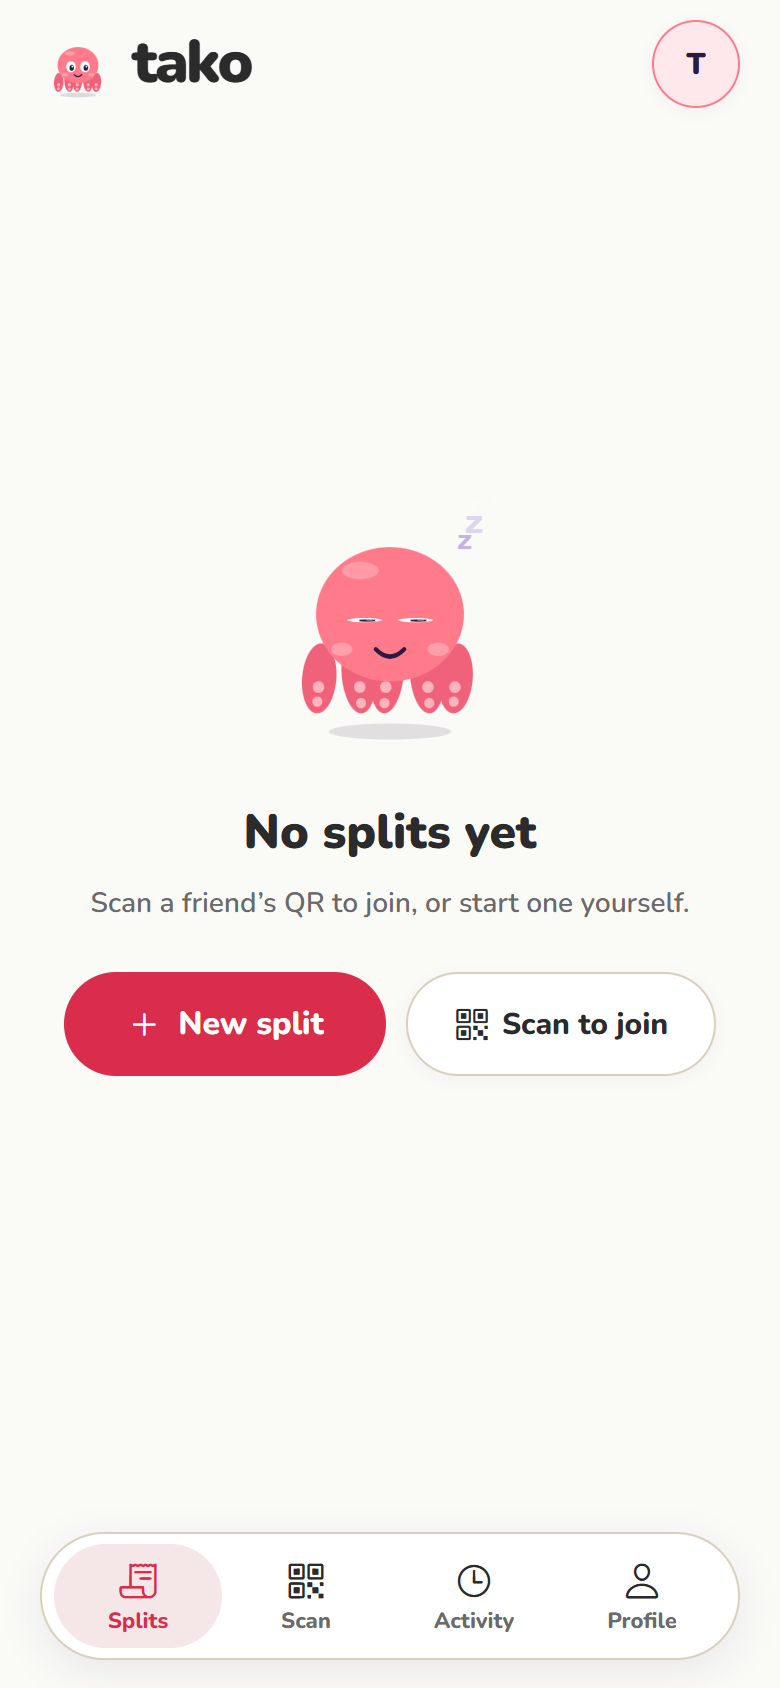 tako
T
z
z
No splits yet
Scan a friend’s QR to join, or start one yourself.
New split
Scan to join
Splits
Scan
Activity
Profile